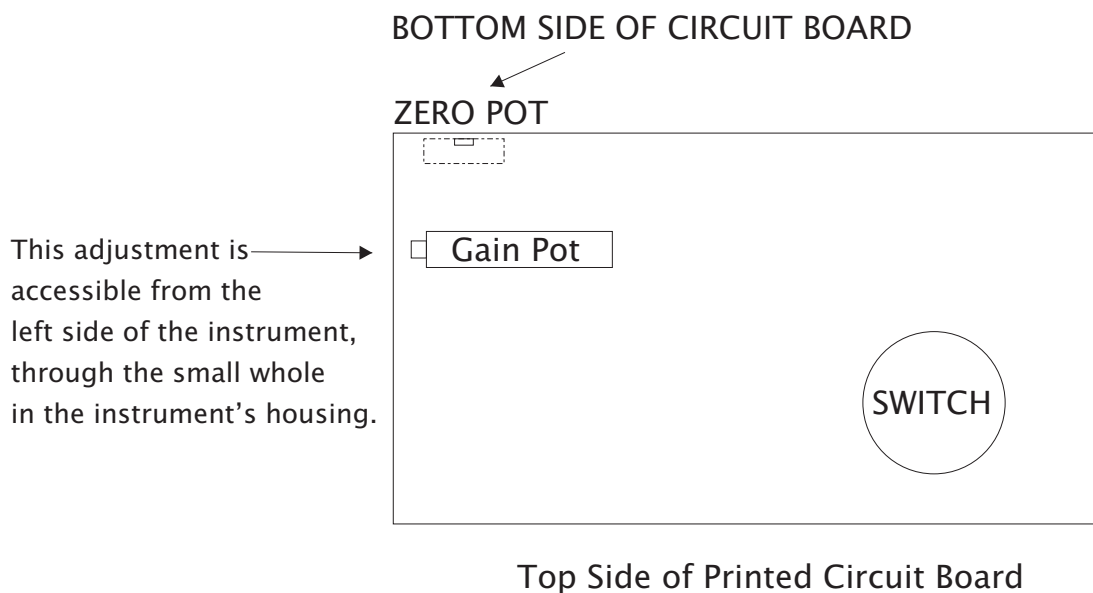 BOTTOM SIDE OF CIRCUIT BOARD
ZERO POT
This adjustment is
accessible from the
left side of the instrument,
through the small whole
in the instrument’s housing.
Gain Pot
SWITCH
Top Side of Printed Circuit Board